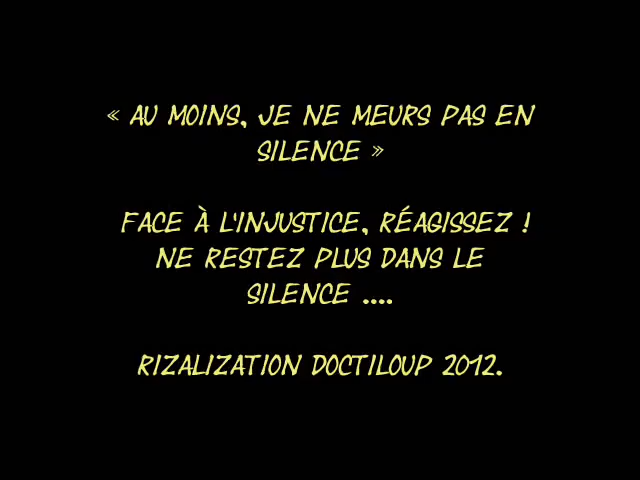 « AU MOINS, JE NE MEURS PAS EN
SILENCE »
FACE À L'INJUSTICE, RÉAGISSEZ !
NE RESTEZ PLUS DANS LE
SILENCE ....
RIZALIZATION DOCTILOUP 2012.